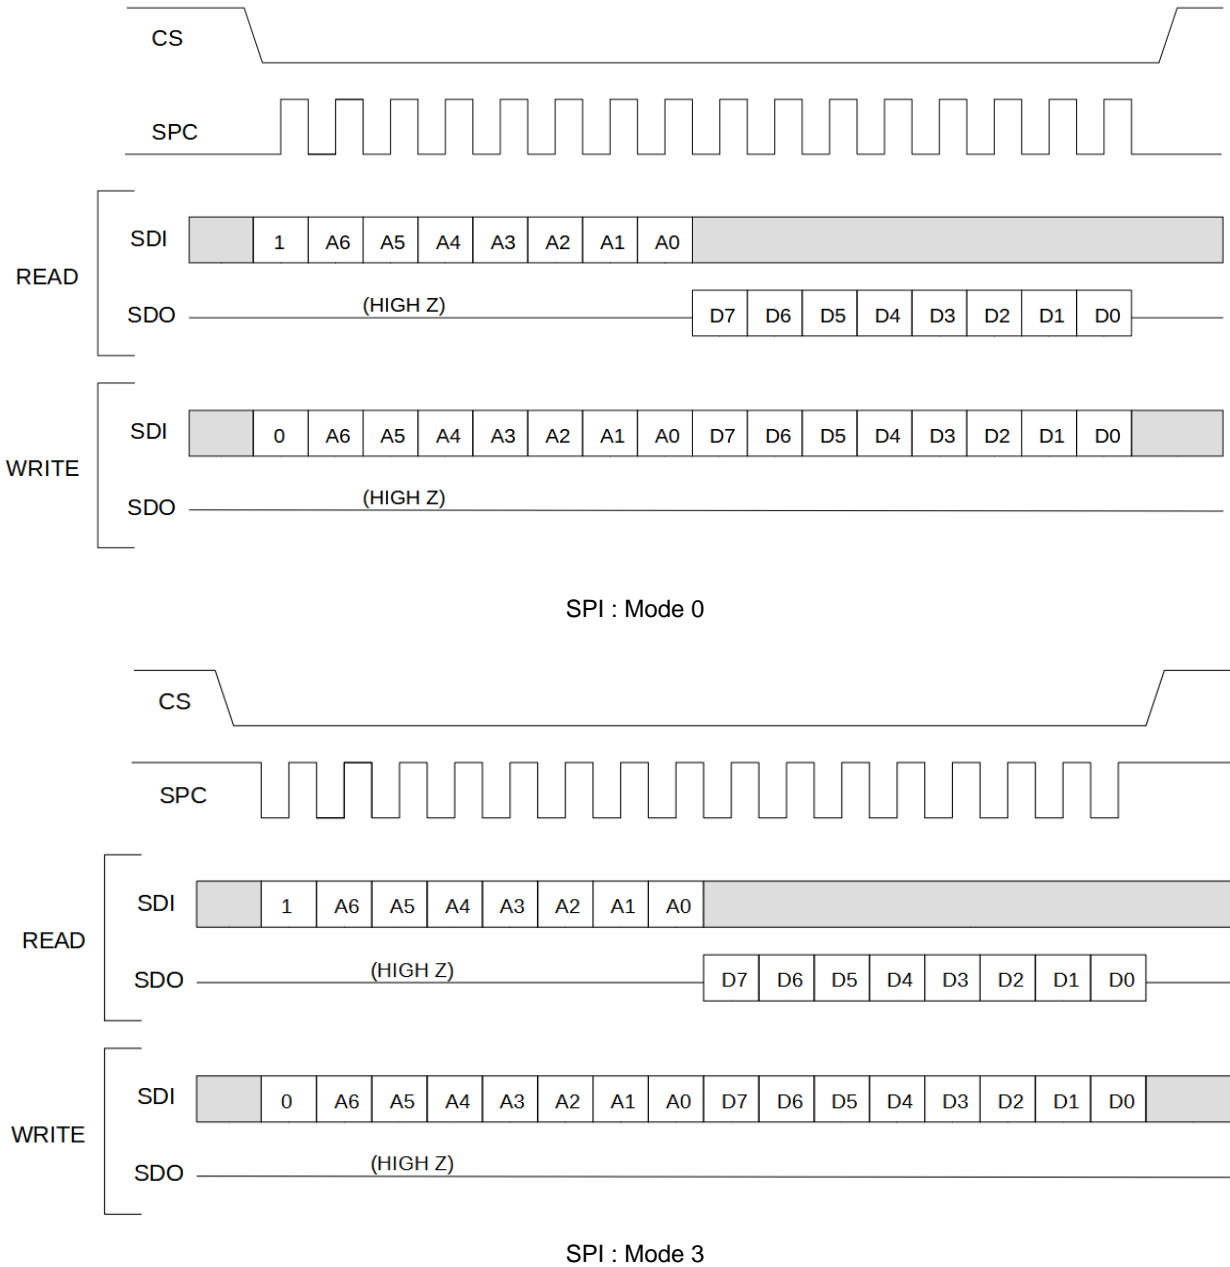 CS
SPC
READ
SDI 1 A6 A5 A4 A3 A2 A1 A0
SDO (HIGH Z) D7 D6 D5 D4 D3 D2 D1 D0
WRITE
SDI 0 A6 A5 A4 A3 A2 A1 A0 D7 D6 D5 D4 D3 D2 D1 D0
SDO (HIGH Z)
SPI : Mode 0
CS
SPC
READ
SDI 1 A6 A5 A4 A3 A2 A1 A0
SDO (HIGH Z) D7 D6 D5 D4 D3 D2 D1 D0
WRITE
SDI 0 A6 A5 A4 A3 A2 A1 A0 D7 D6 D5 D4 D3 D2 D1 D0
SDO (HIGH Z)
SPI : Mode 3